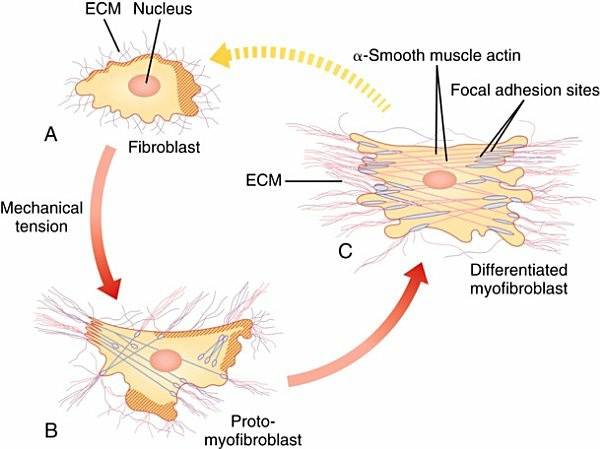 ECM
Nucleus
A
Fibroblast
Mechanical
tension
α-Smooth muscle actin
Focal adhesion sites
ECM
C
Differentiated
myofibroblast
B
Proto-
myofibroblast